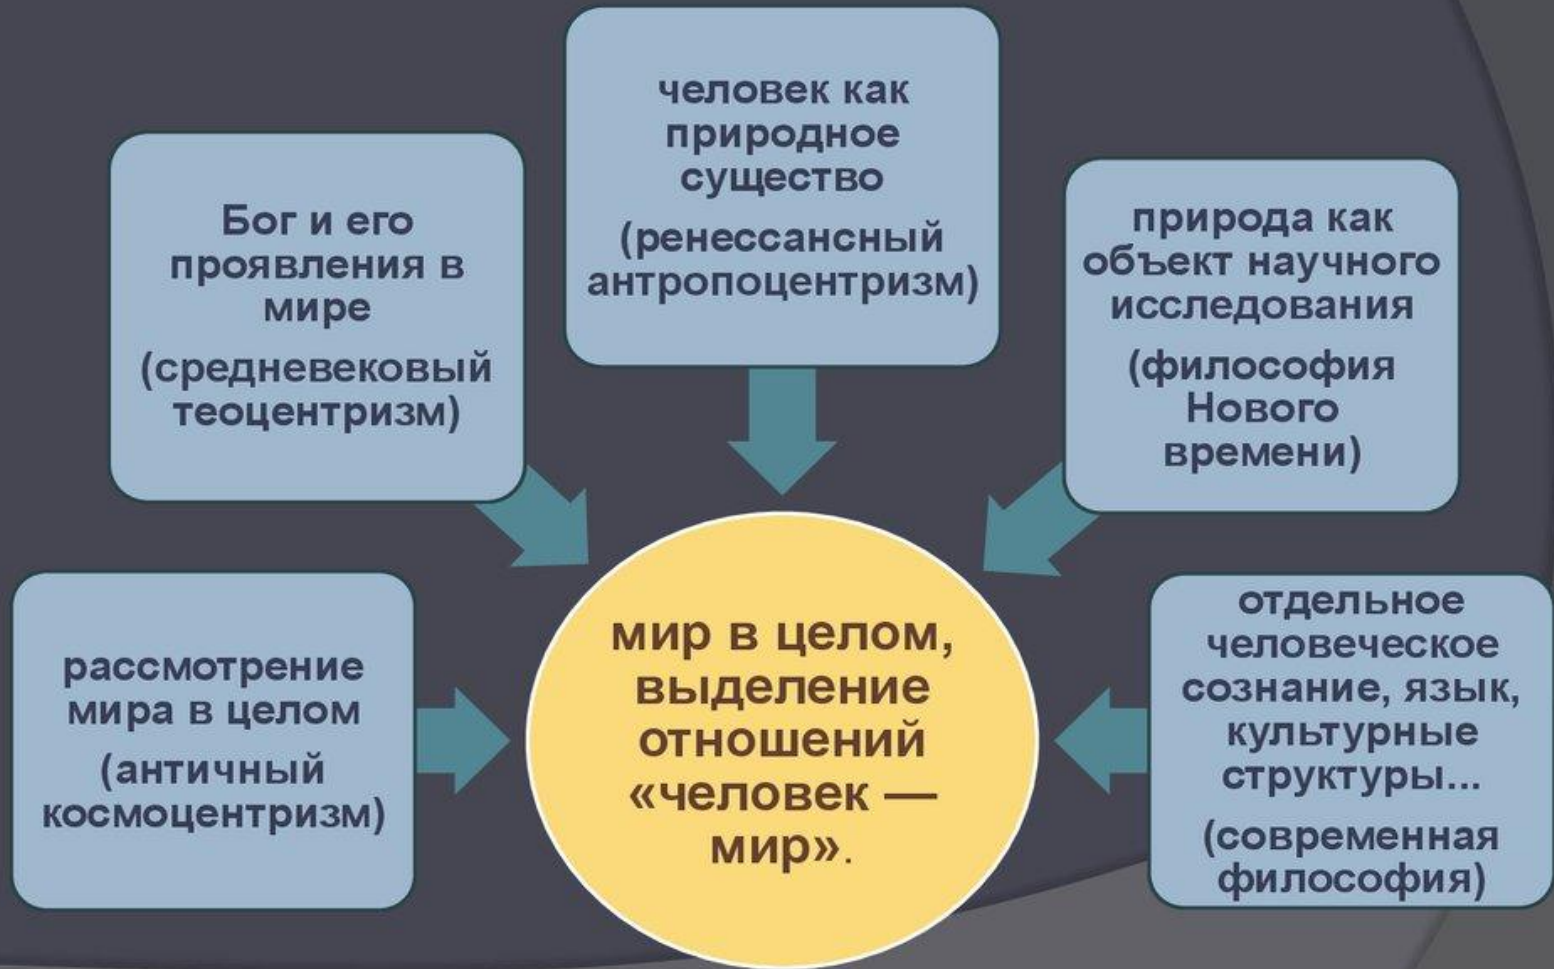 человек как
природное
существо
(ренессансный
антропоцентризм)
Бог и его
проявления в
мире
(средневековый
теоцентризм)
природа как
объект научного
исследования
(философия
Нового
времени)
рассмотрение
мира в целом
(античный
космоцентризм)
мир в целом,
выделение
отношений
«человек —
мир».
отдельное
человеческое
сознание, язык,
культурные
структуры...
(современная
философия)